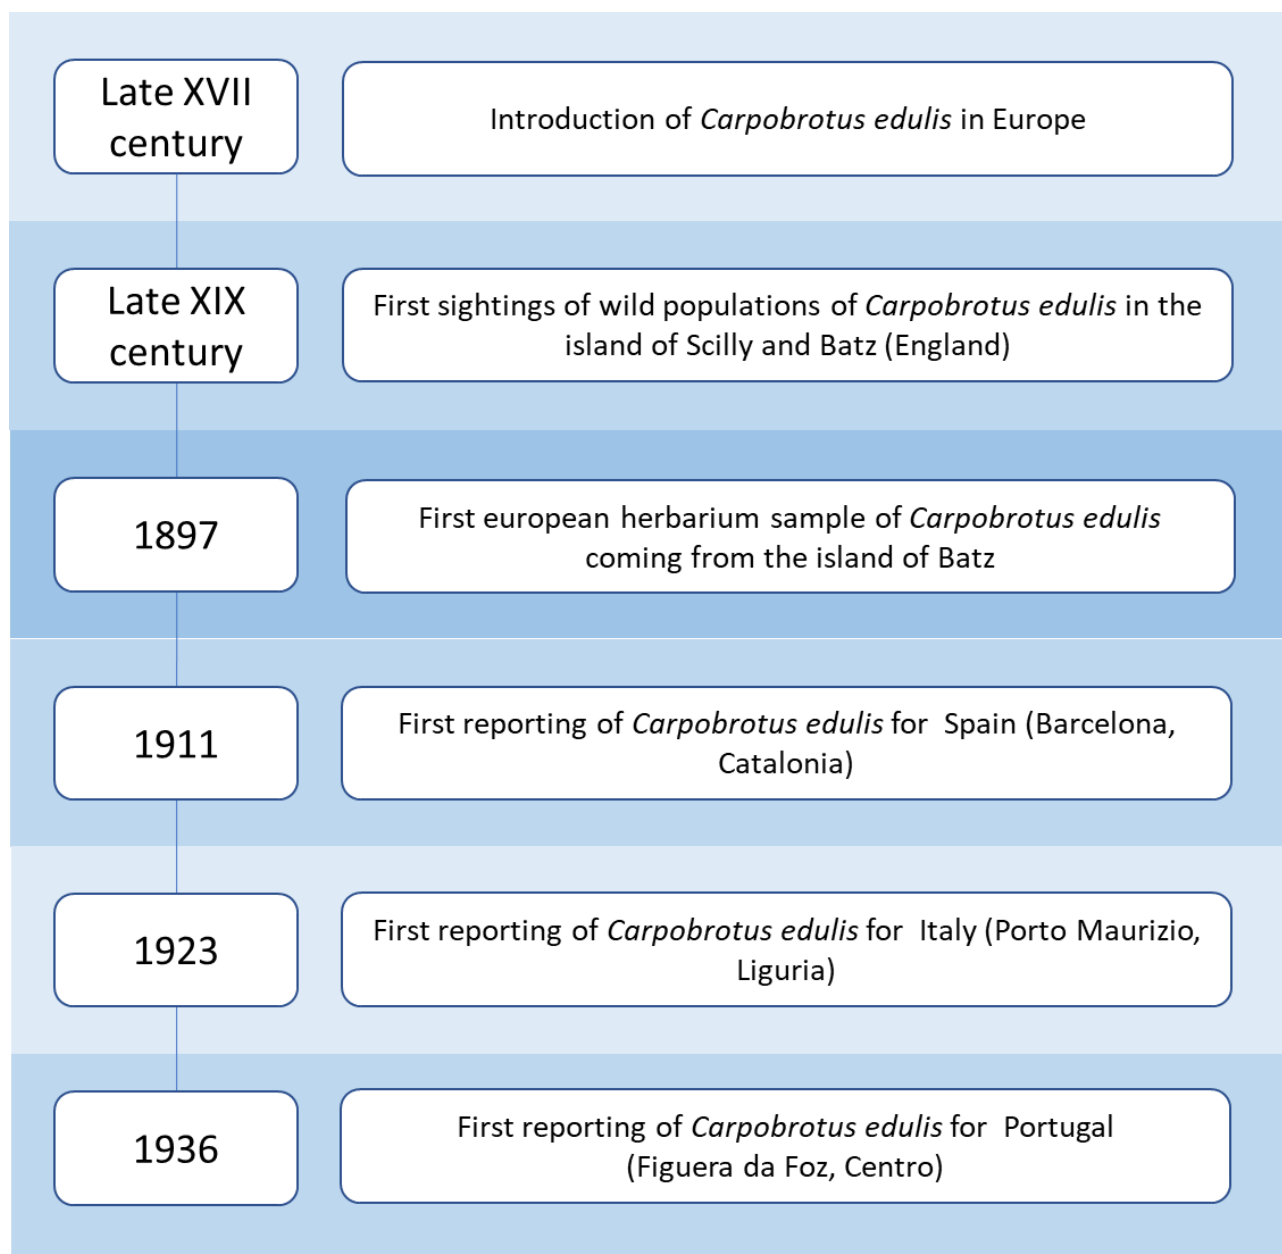 Late XVII
century
Introduction of Carpobrotus edulis in Europe
Late XIX
century
First sightings of wild populations of Carpobrotus edulis in the
island of Scilly and Batz (England)
1897
First european herbarium sample of Carpobrotus edulis
coming from the island of Batz
1911
First reporting of Carpobrotus edulis for Spain (Barcelona,
Catalonia)
1923
First reporting of Carpobrotus edulis for Italy (Porto Maurizio,
Liguria)
1936
First reporting of Carpobrotus edulis for Portugal
(Figuera da Foz, Centro)